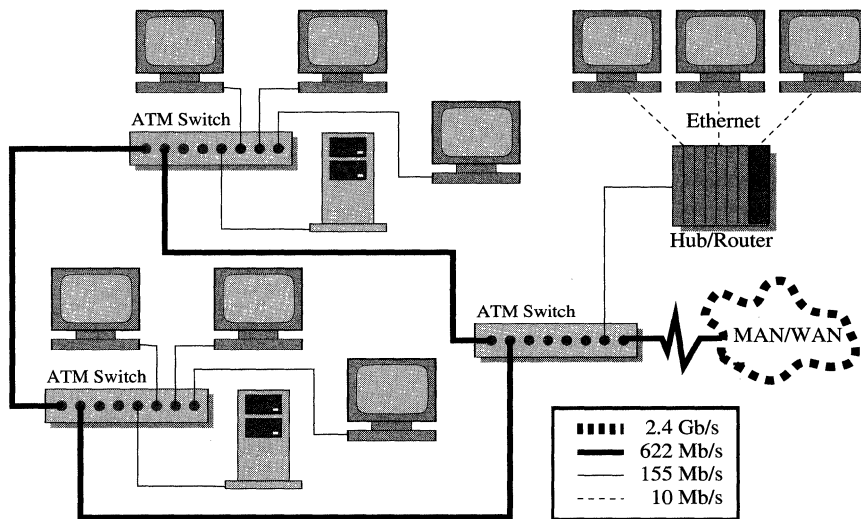 ATM Switch
Ethernet
Hub/Router
ATM Switch
MAN/WAN
ATM Switch
2.4 Gb/s
622 Mb/s
155 Mb/s
10 Mb/s